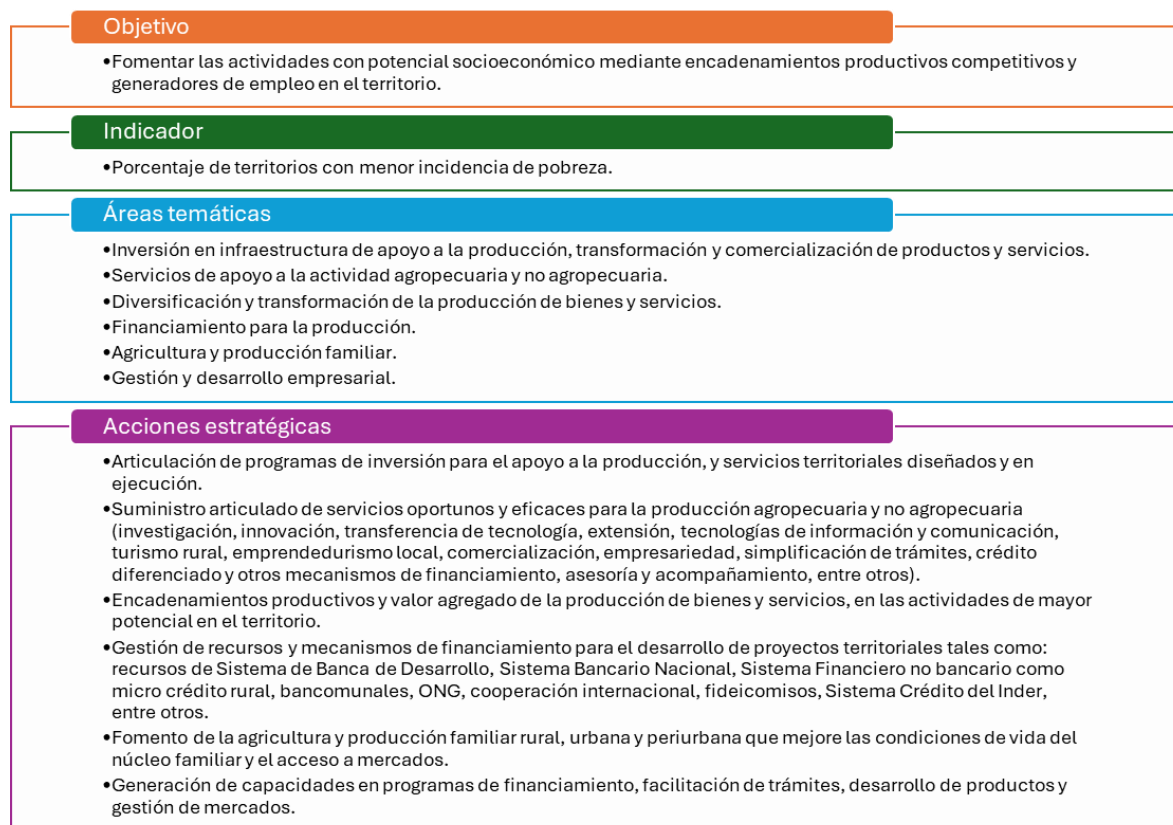 Objetivo
•Fomentar las actividades con potencial socioeconómico mediante encadenamientos productivos competitivos y
generadores de empleo en el territorio.
Indicador
•Porcentaje de territorios con menor incidencia de pobreza.
Áreas temáticas
•Inversión en infraestructura de apoyo a la producción, transformación y comercialización de productos y servicios.
•Servicios de apoyo a la actividad agropecuaria y no agropecuaria.
•Diversificación y transformación de la producción de bienes y servicios.
•Financiamiento para la producción.
•Agricultura y producción familiar.
•Gestión y desarrollo empresarial.
Acciones estratégicas
•Articulación de programas de inversión para el apoyo a la producción, y servicios territoriales diseñados y en
ejecución.
•Suministro articulado de servicios oportunos y eficaces para la producción agropecuaria y no agropecuaria
(investigación, innovación, transferencia de tecnología, extensión, tecnologías de información y comunicación,
turismo rural, emprendedurismo local, comercialización, empresariedad, simplificación de trámites, crédito
diferenciado y otros mecanismos de financiamiento, asesoría y acompañamiento, entre otros).
•Encadenamientos productivos y valor agregado de la producción de bienes y servicios, en las actividades de mayor
potencial en el territorio.
•Gestión de recursos y mecanismos de financiamiento para el desarrollo de proyectos territoriales tales como:
recursos de Sistema de Banca de Desarrollo, Sistema Bancario Nacional, Sistema Financiero no bancario como
micro crédito rural, bancomunales, ONG, cooperación internacional, fideicomisos, Sistema Crédito del Inder,
entre otros.
•Fomento de la agricultura y producción familiar rural, urbana y periurbana que mejore las condiciones de vida del
núcleo familiar y el acceso a mercados.
•Generación de capacidades en programas de financiamiento, facilitación de trámites, desarrollo de productos y
gestión de mercados.